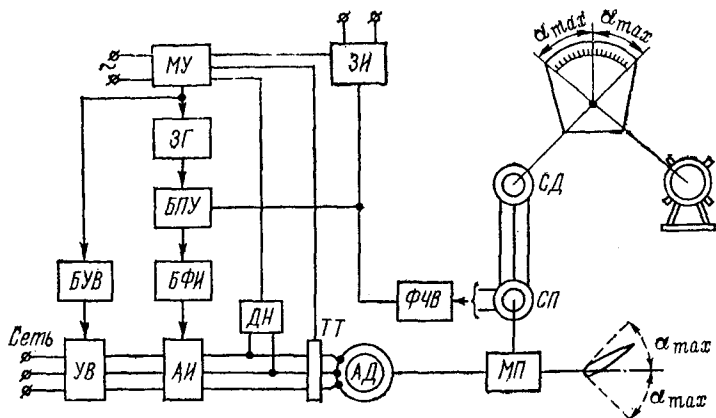 α max α max
~ МУ
ЗИ
ЗГ
СД
БПУ
БУВ
БФИ
ФЧВ
СП
ДН
ТТ
Сеть
УВ
АИ
АД
МП
α max
α max